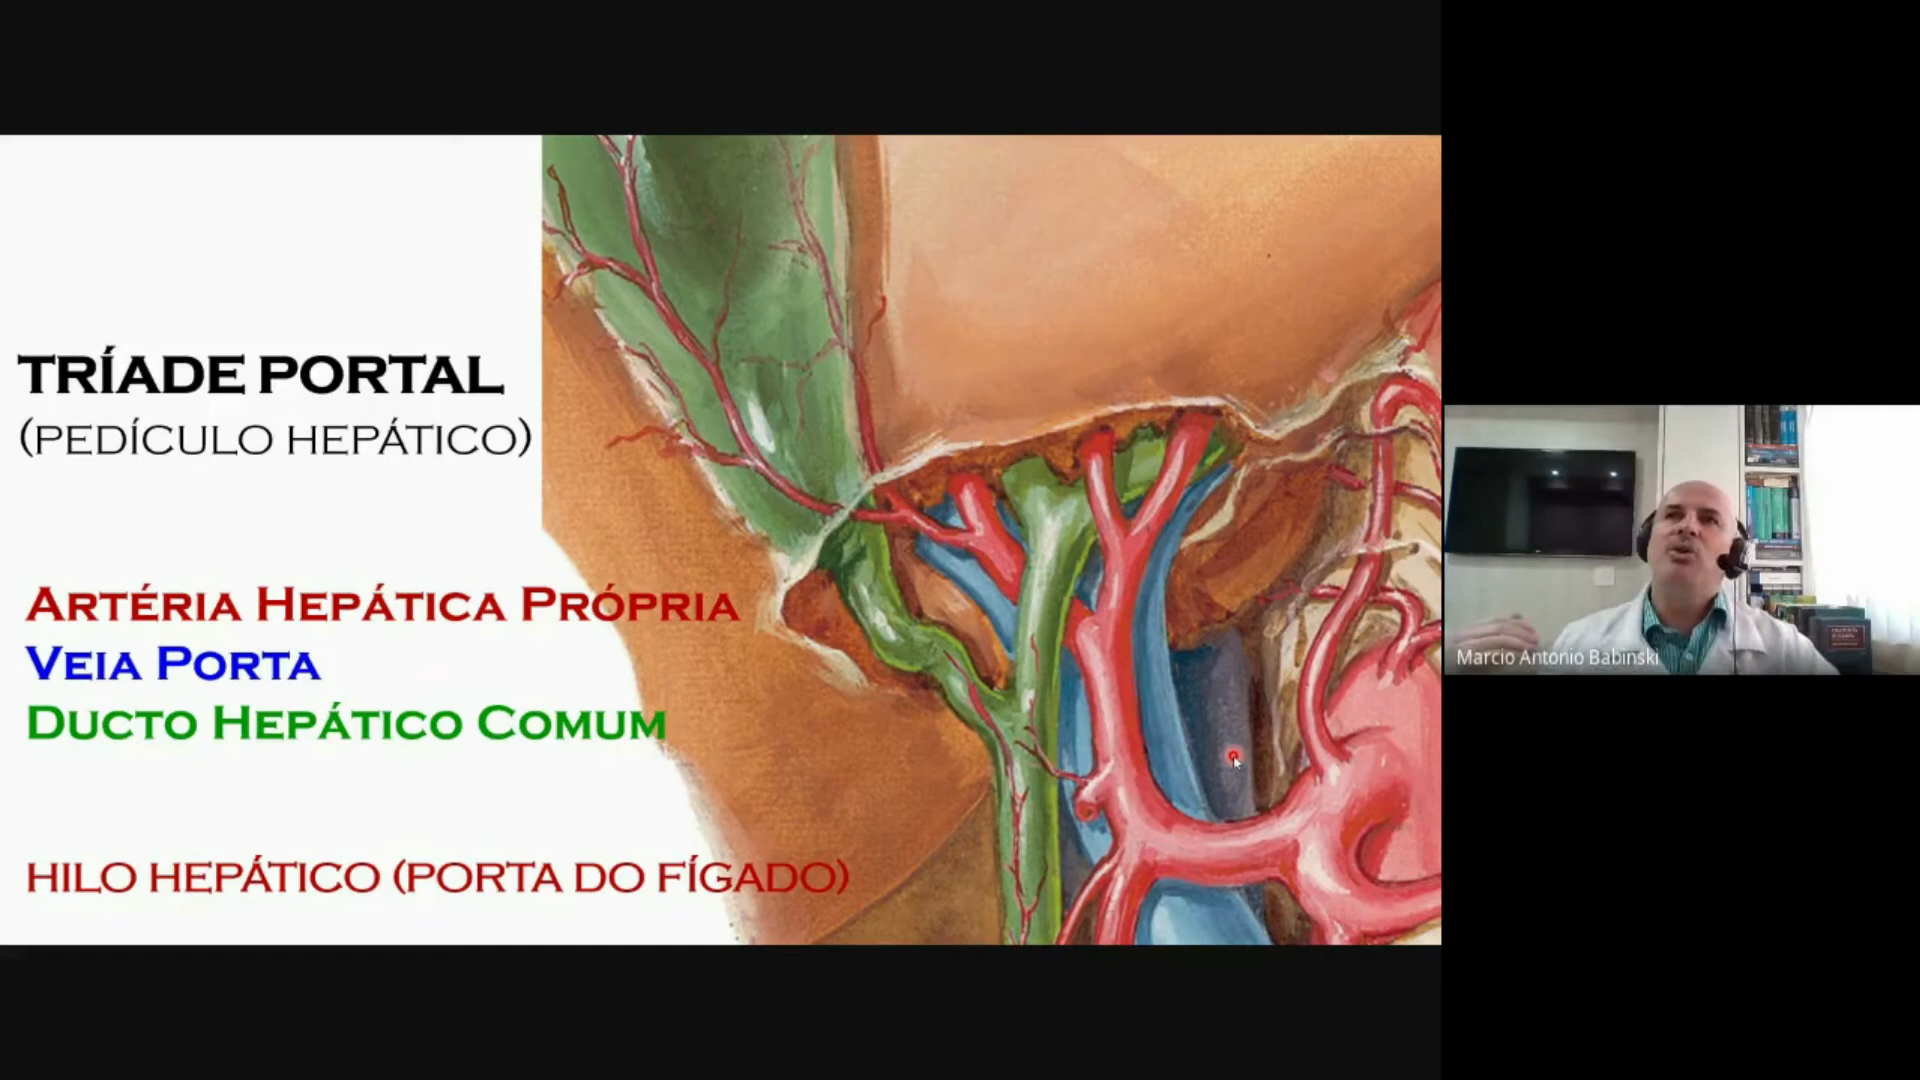 TRÍADE PORTAL
(PEDÍCULO HEPÁTICO)
ARTÉRIA HEPÁTICA PRÓPRIA
VEIA PORTA
DUCTO HEPÁTICO COMUM
HILO HEPÁTICO (PORTA DO FÍGADO)
Marcio Antonio Babinski